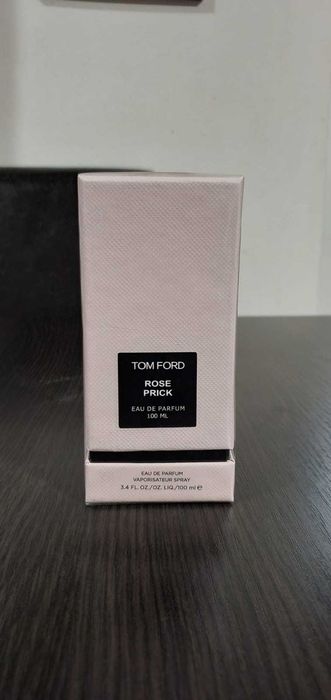 TOM FORD
ROSE
PRICK
EAU DE PARFUM
100 ML
EAU DE PARFUM
VAPORISATEUR SPRAY
3.4 FL. OZ./OZ. LIQ./100 ml ℮